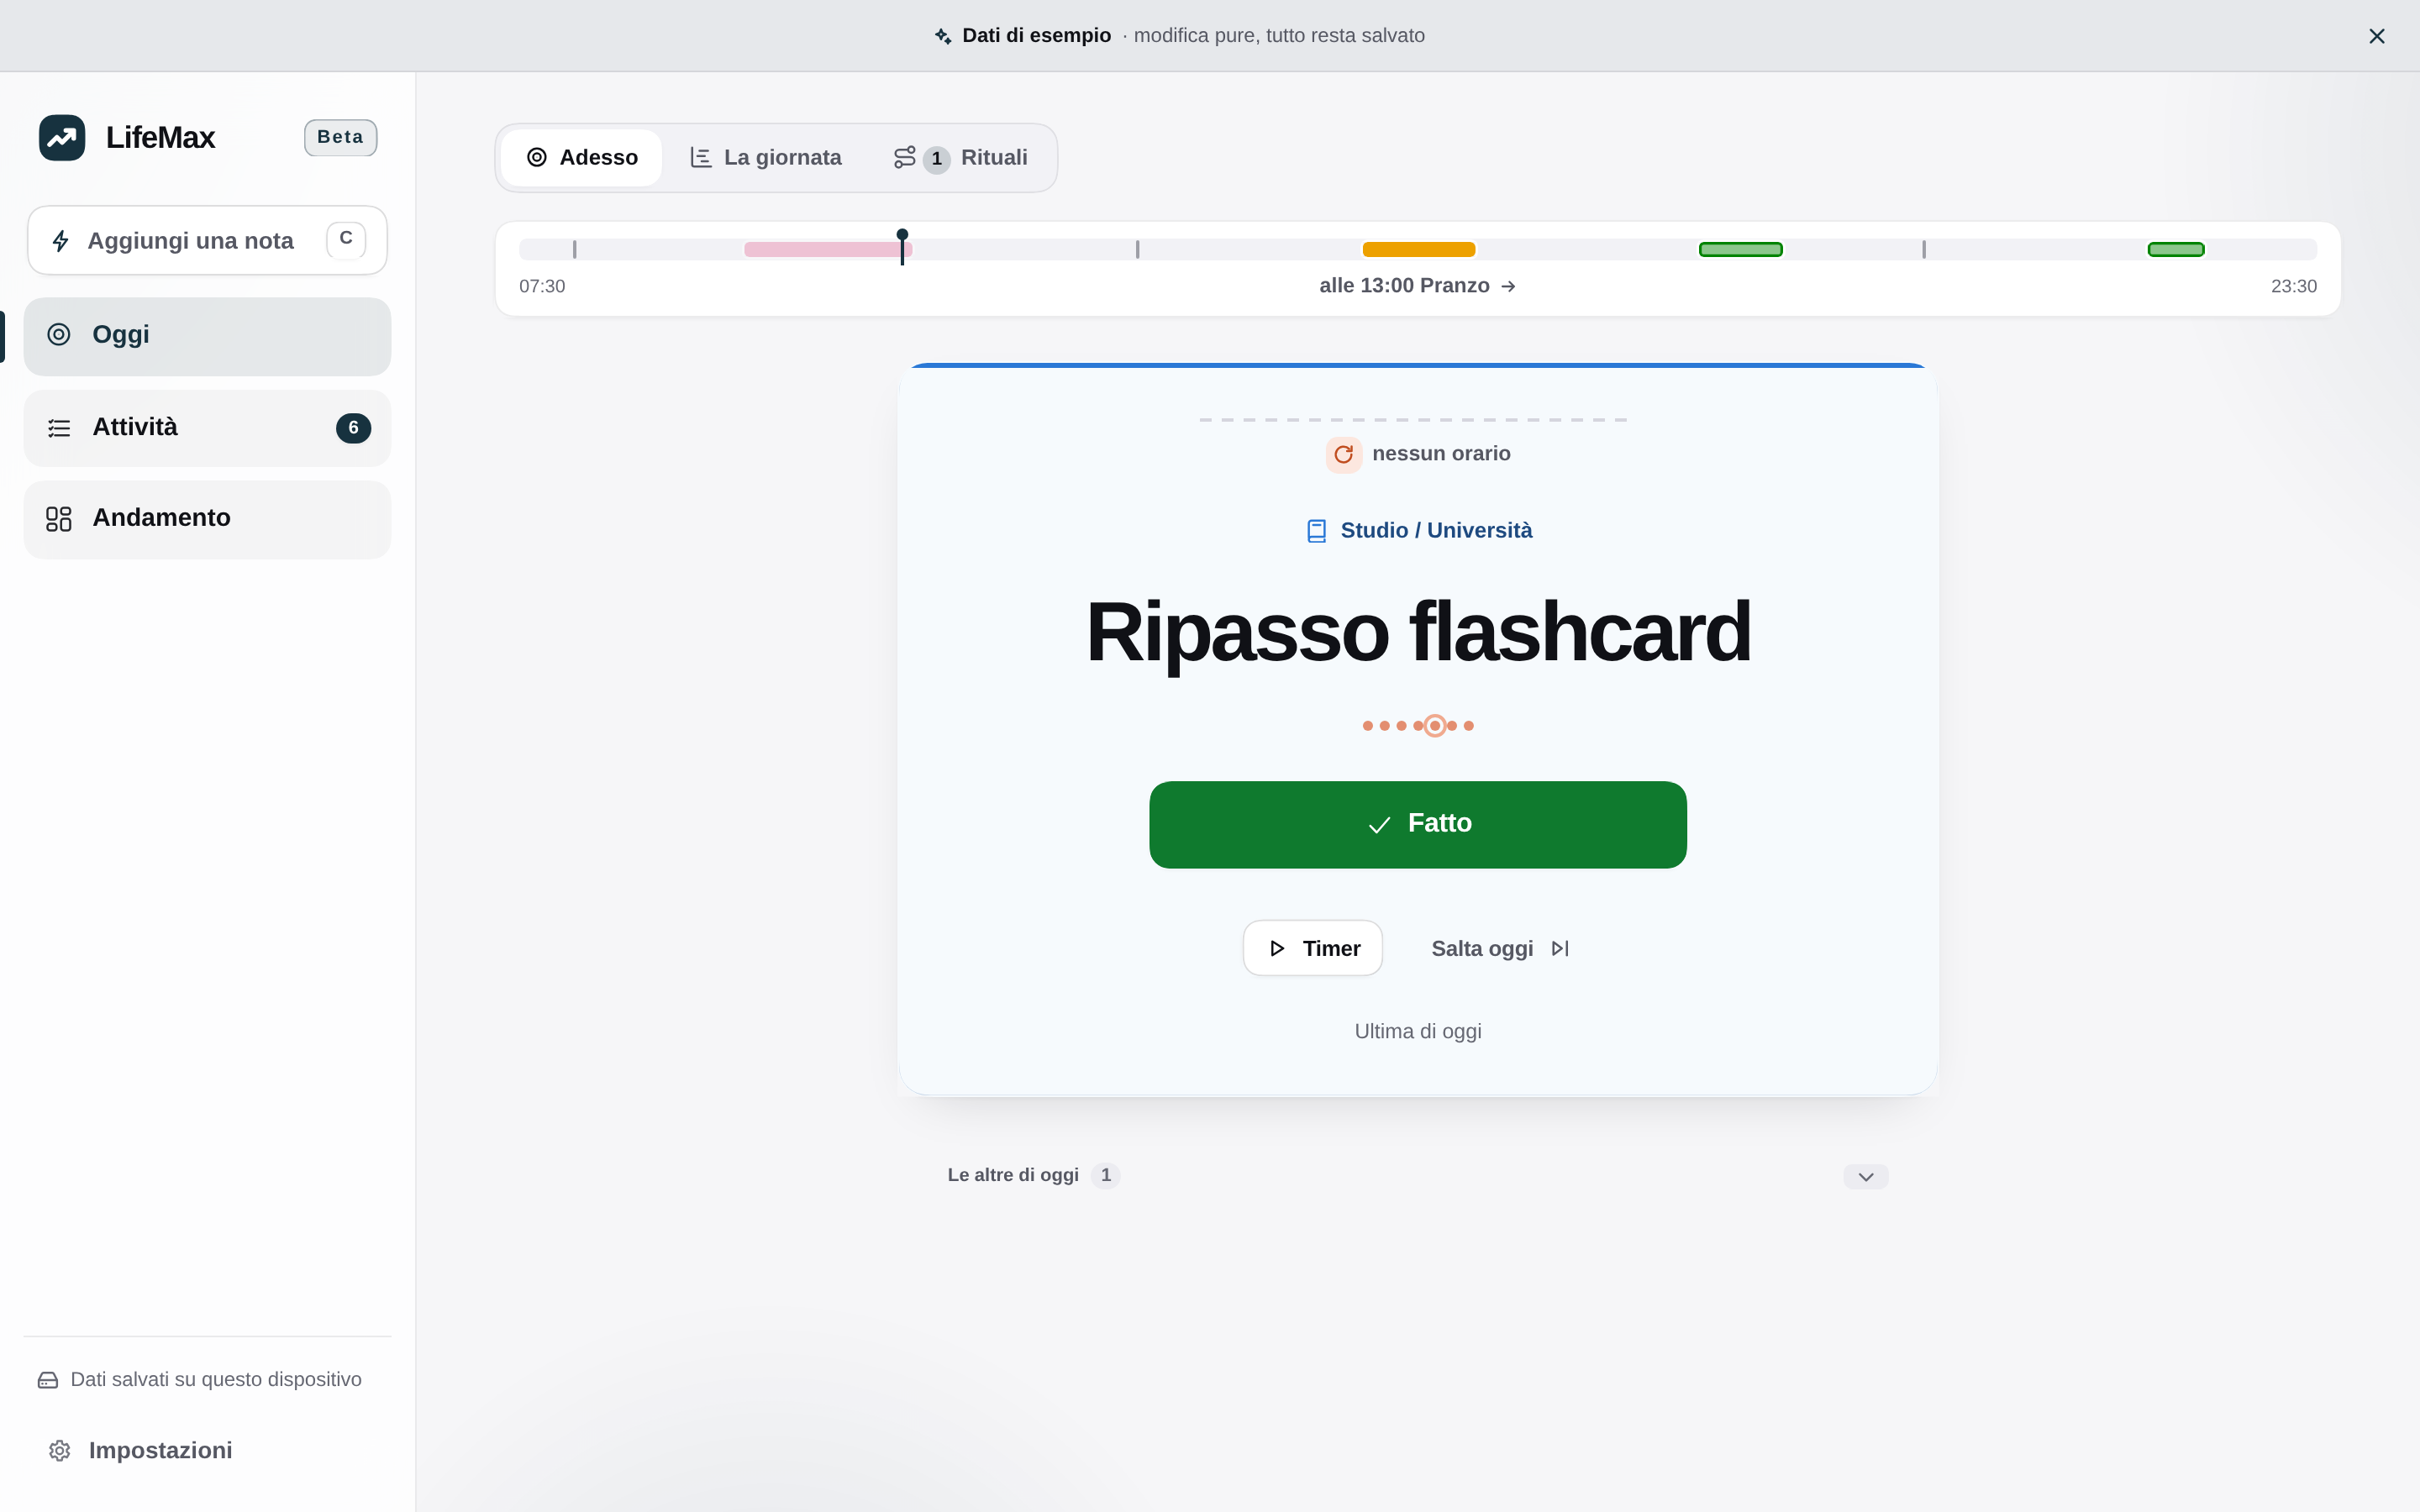 Dati di esempio · modifica pure, tutto resta salvato
LifeMax
Beta
Aggiungi una nota
C
Oggi
Attività
6
Andamento
Dati salvati su questo dispositivo
Impostazioni
Adesso
La giornata
1
Rituali
07:30
alle 13:00 Pranzo
23:30
nessun orario
Studio / Università
Ripasso flashcard
Fatto
Timer
Salta oggi
Ultima di oggi
Le altre di oggi
1